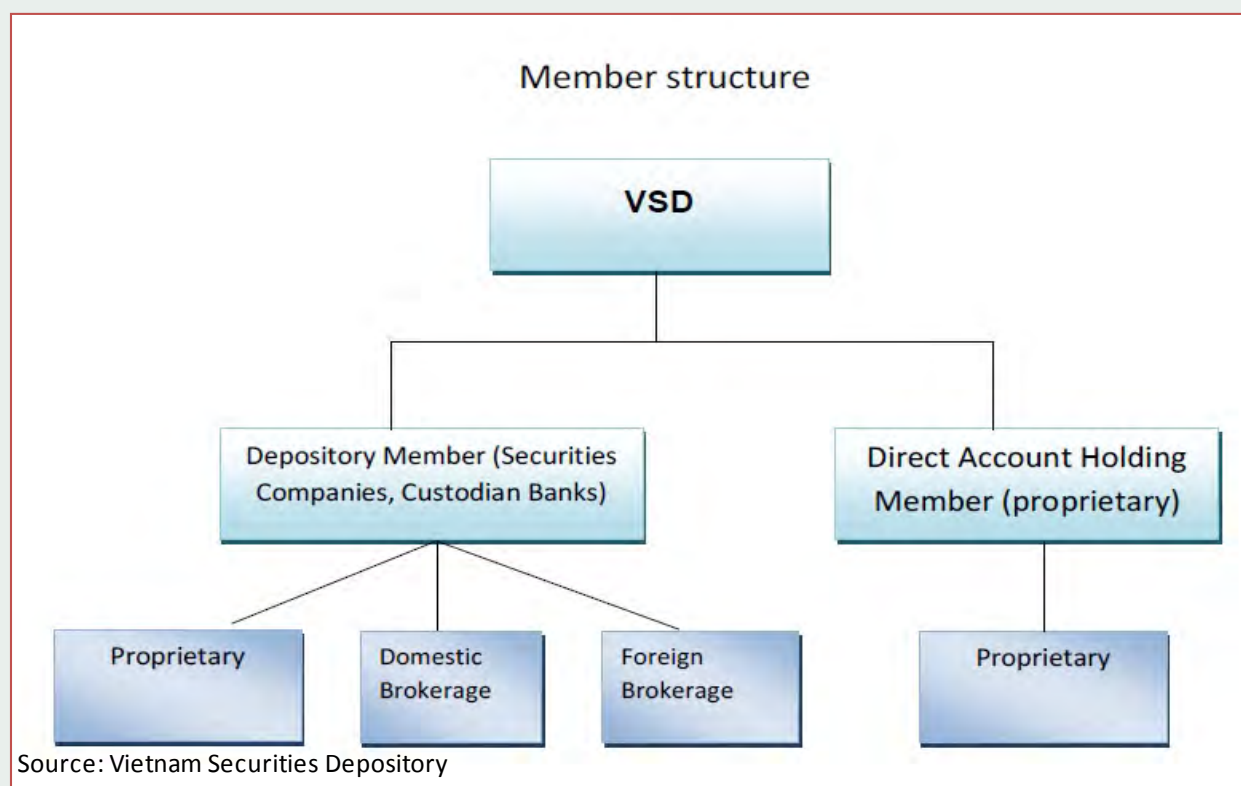 Member structure
VSD
Depository Member (Securities
Companies, Custodian Banks)
Direct Account Holding
Member (proprietary)
Proprietary
Domestic
Brokerage
Foreign
Brokerage
Proprietary
Source: Vietnam Securities Depository